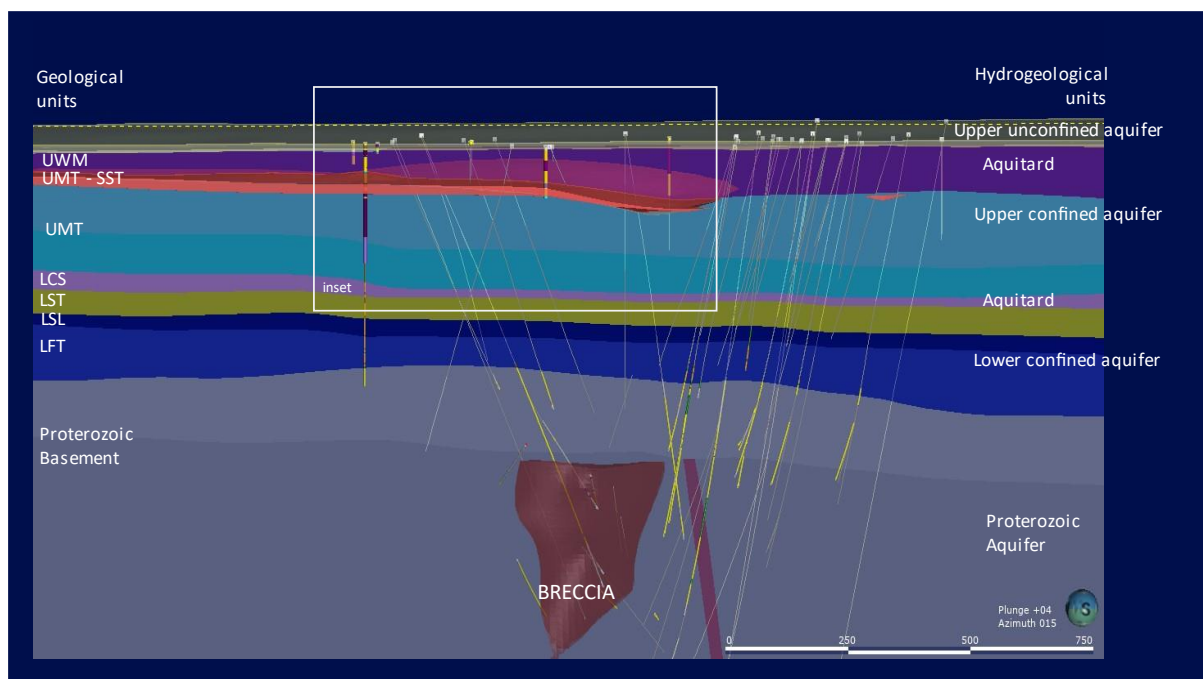 Geological
units
Hydrogeological
units
Upper unconfined aquifer
UWM
Aquitard
UMT - SST
Upper confined aquifer
UMT
LCS
inset
LST
Aquitard
LSL
LFT
Lower confined aquifer
Proterozoic
Basement
Proterozoic
Aquifer
BRECCIA
Plunge +04
Azimuth 015
S
0 250 500 750